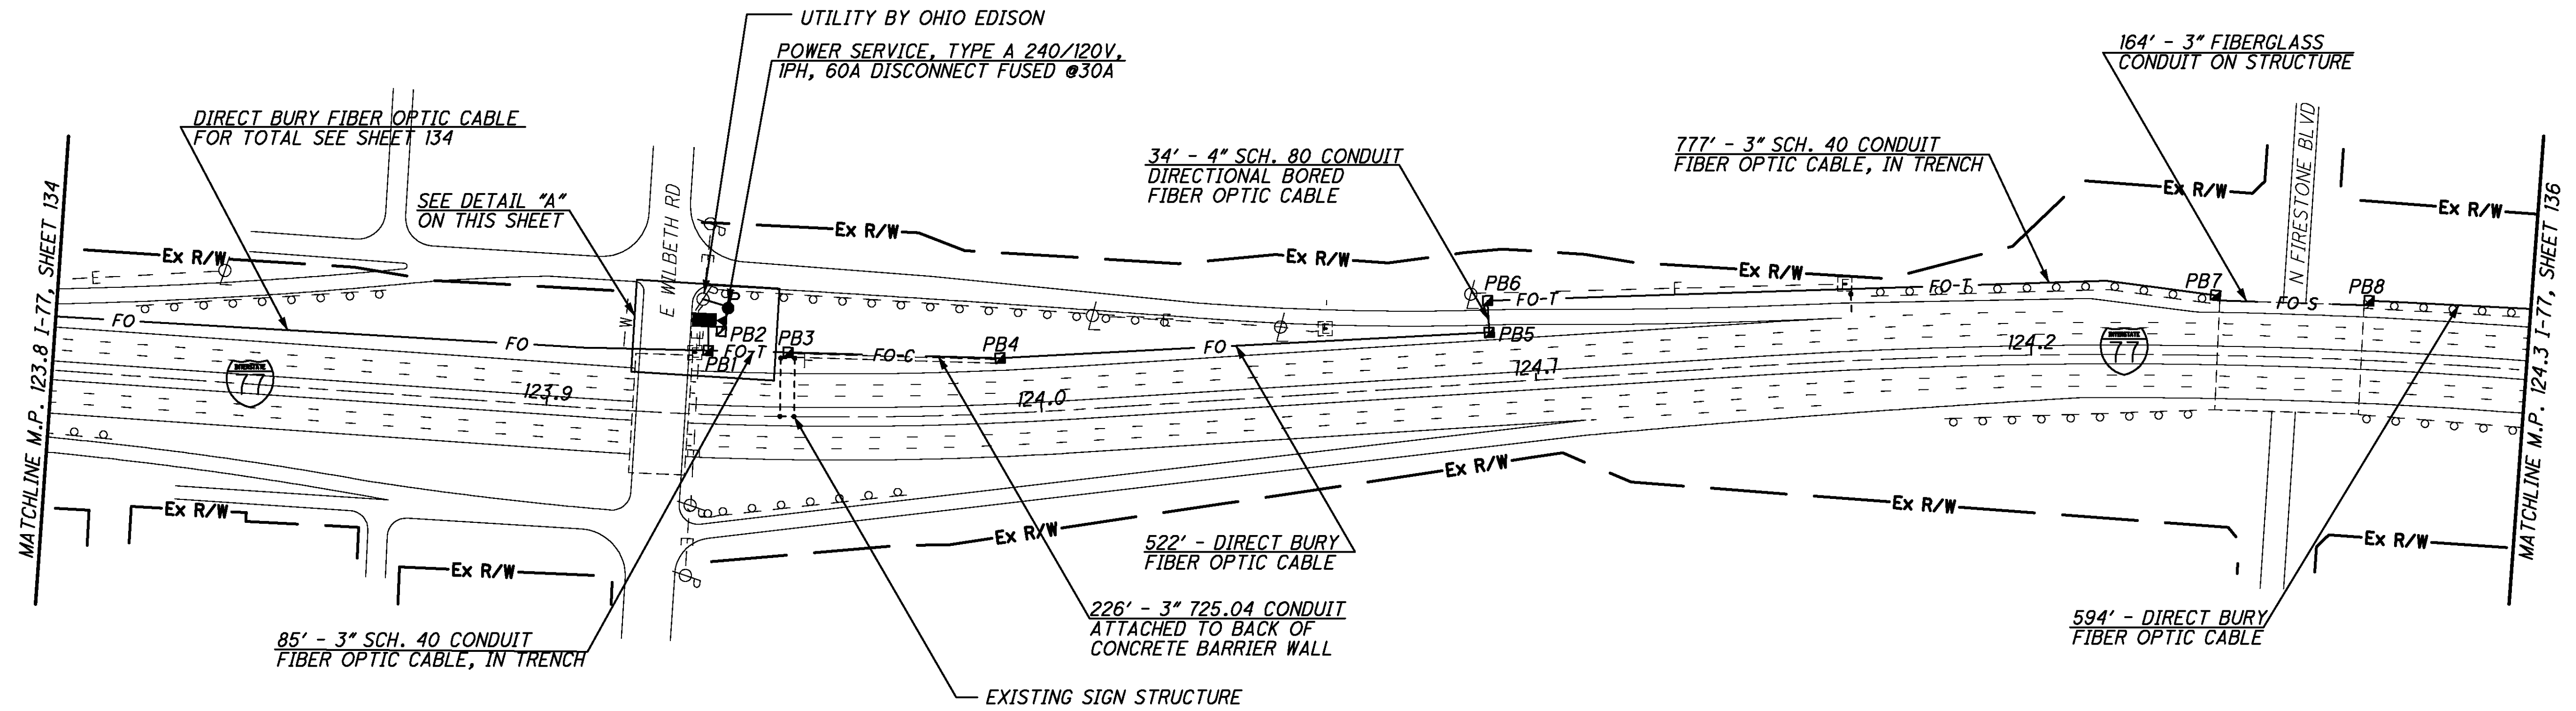 UTILITY BY OHIO EDISON
POWER SERVICE, TYPE A 240/120V,
1PH, 60A DISCONNECT FUSED @30A
164' - 3" FIBERGLASS
CONDUIT ON STRUCTURE
DIRECT BURY FIBER OPTIC CABLE
FOR TOTAL SEE SHEET 134
34' - 4" SCH. 80 CONDUIT
DIRECTIONAL BORED
FIBER OPTIC CABLE
777' - 3" SCH. 40 CONDUIT
FIBER OPTIC CABLE, IN TRENCH
SEE DETAIL "A"
ON THIS SHEET
MATCHLINE M.P. 123.8 I-77, SHEET 134
E WILBETH RD
N FIRESTONE BLVD
MATCHLINE M.P. 124.3 I-77, SHEET 136
Ex R/W
Ex R/W
Ex R/W
Ex R/W
Ex R/W
Ex R/W
E
E
E
E
E
E
W
P
P
PB6
FO-T
FO-T
PB7
FO-S
PB8
FO
FO
PB2
PB1
FO-T
PB3
FO-C
PB4
FO
PB5
INTERSTATE
77
123.9
124.0
124.1
124.2
INTERSTATE
77
Ex R/W
Ex R/W
Ex R/W
Ex R/W
Ex R/W
Ex R/W
E
P
522' - DIRECT BURY
FIBER OPTIC CABLE
226' - 3" 725.04 CONDUIT
ATTACHED TO BACK OF
CONCRETE BARRIER WALL
594' - DIRECT BURY
FIBER OPTIC CABLE
85' - 3" SCH. 40 CONDUIT
FIBER OPTIC CABLE, IN TRENCH
EXISTING SIGN STRUCTURE